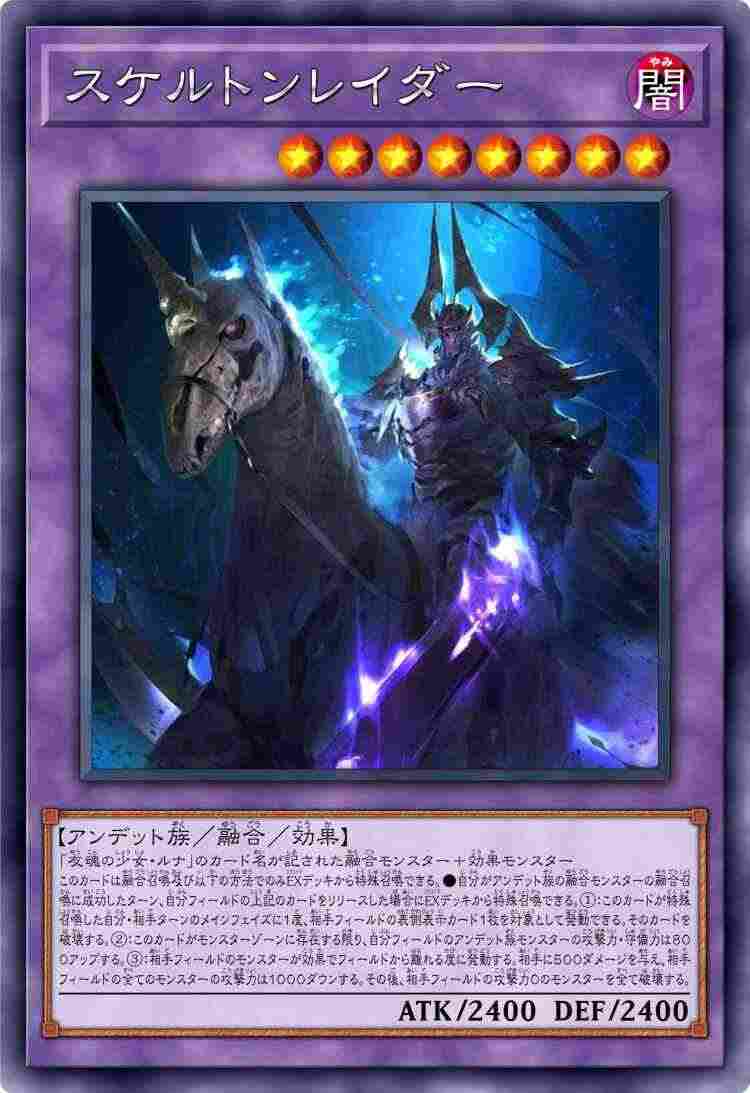 スケルトンレイダー
やみ
闇
【アンデット族／融合／効果】
「夜魂の少女・ルナ」のカード名が記された融合モンスター＋効果モンスター
このカードは融合召喚及び以下の方法でのみEXデッキから特殊召喚できる。●自分がアンデット族の融合モンスターの融合召
喚に成功したターン、自分フィールドの上記のカードをリリースした場合にEXデッキから特殊召喚できる。①：このカードが特殊
召喚した自分・相手ターンのメイシフェイズに1度、相手フィールドの表側表示カード1枚を対象として発動できる。そのカードを
破壊する。②：このカードがモンスターゾーンに存在する限り、自分フィールドのアンデット族モンスターの攻撃力・守備力は80
0アップする。③：相手フィールドのモンスターが効果でフィールドから離れる度に発動する。相手に500ダメージを与え、相手
フィールドの全てのモンスターの攻撃力は1000ダウンする。その後、相手フィールドの攻撃力0のモンスターを全て破壊する。
ATK/2400 DEF/2400